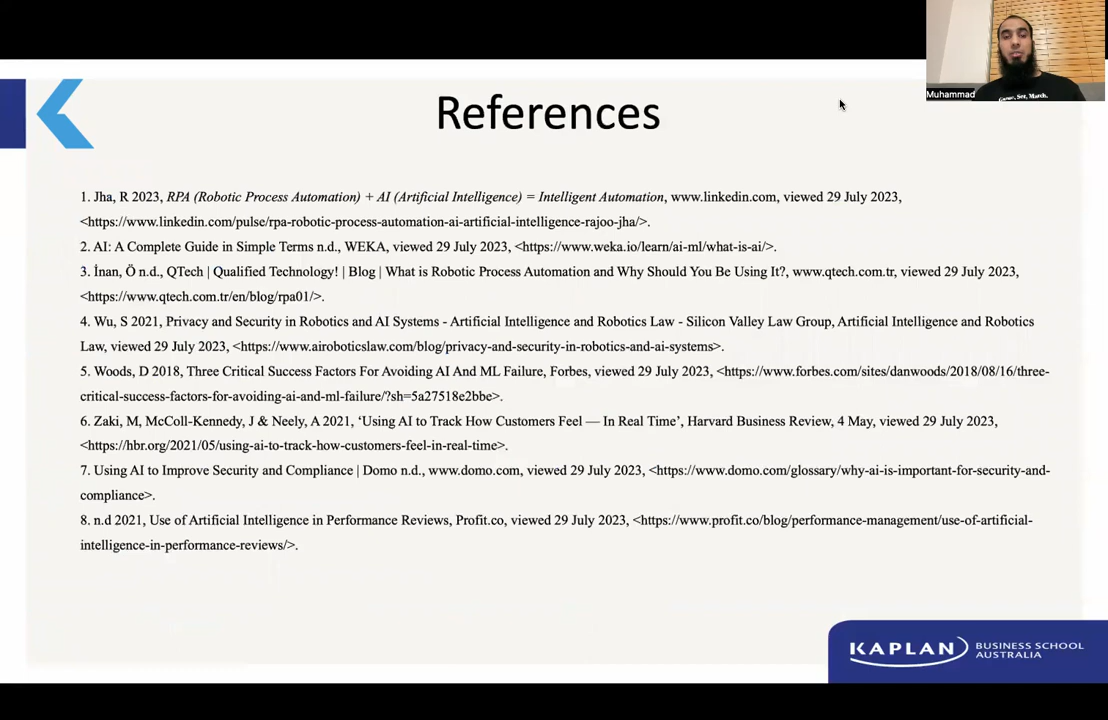 Muhammad
References
1. Jha, R 2023, RPA (Robotic Process Automation) + AI (Artificial Intelligence) = Intelligent Automation, www.linkedin.com, viewed 29 July 2023,
<https://www.linkedin.com/pulse/rpa-robotic-process-automation-ai-artificial-intelligence-rajoo-jha/>.
2. AI: A Complete Guide in Simple Terms n.d., WEKA, viewed 29 July 2023, <https://www.weka.io/learn/ai-ml/what-is-ai/>.
3. İnan, Ö n.d., QTech | Qualified Technology! | Blog | What is Robotic Process Automation and Why Should You Be Using It?, www.qtech.com.tr, viewed 29 July 2023,
<https://www.qtech.com.tr/en/blog/rpa01/>.
4. Wu, S 2021, Privacy and Security in Robotics and AI Systems - Artificial Intelligence and Robotics Law - Silicon Valley Law Group, Artificial Intelligence and Robotics
Law, viewed 29 July 2023, <https://www.airoboticslaw.com/blog/privacy-and-security-in-robotics-and-ai-systems>.
5. Woods, D 2018, Three Critical Success Factors For Avoiding AI And ML Failure, Forbes, viewed 29 July 2023, <https://www.forbes.com/sites/danwoods/2018/08/16/three-
critical-success-factors-for-avoiding-ai-and-ml-failure/?sh=5a27518e2bbe>.
6. Zaki, M, McColl-Kennedy, J & Neely, A 2021, ‘Using AI to Track How Customers Feel — In Real Time’, Harvard Business Review, 4 May, viewed 29 July 2023,
<https://hbr.org/2021/05/using-ai-to-track-how-customers-feel-in-real-time>.
7. Using AI to Improve Security and Compliance | Domo n.d., www.domo.com, viewed 29 July 2023, <https://www.domo.com/glossary/why-ai-is-important-for-security-and-
compliance>.
8. n.d 2021, Use of Artificial Intelligence in Performance Reviews, Profit.co, viewed 29 July 2023, <https://www.profit.co/blog/performance-management/use-of-artificial-
intelligence-in-performance-reviews/>.
KAPLAN BUSINESS SCHOOL
AUSTRALIA